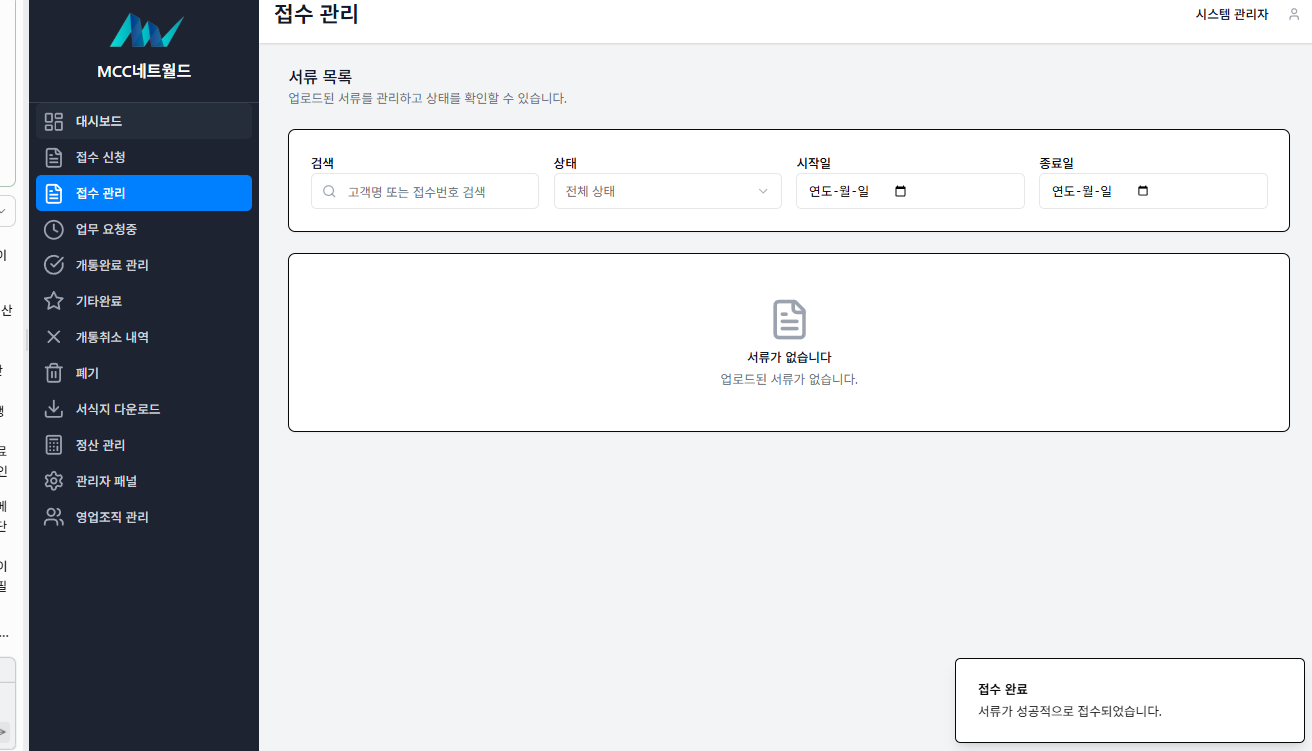 MCC네트월드
대시보드
접수 신청
접수 관리
업무 요청중
개통완료 관리
기타완료
개통취소 내역
폐기
서식지 다운로드
정산 관리
관리자 패널
영업조직 관리
접수 관리
시스템 관리자
서류 목록
업로드된 서류를 관리하고 상태를 확인할 수 있습니다.
검색
고객명 또는 접수번호 검색
상태
전체 상태
시작일
연도-월-일
종료일
연도-월-일
서류가 없습니다
업로드된 서류가 없습니다.
접수 완료
서류가 성공적으로 접수되었습니다.